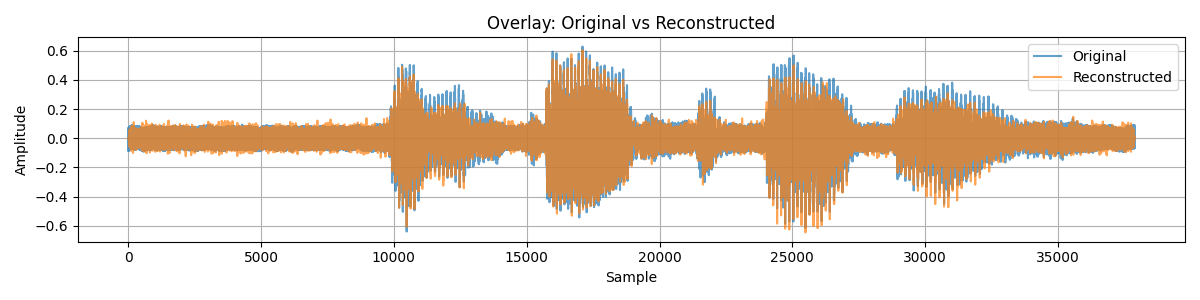 Overlay: Original vs Reconstructed
Original
Reconstructed
Amplitude
0.6
0.4
0.2
0.0
−0.2
−0.4
−0.6
0 5000 10000 15000 20000 25000 30000 35000
Sample